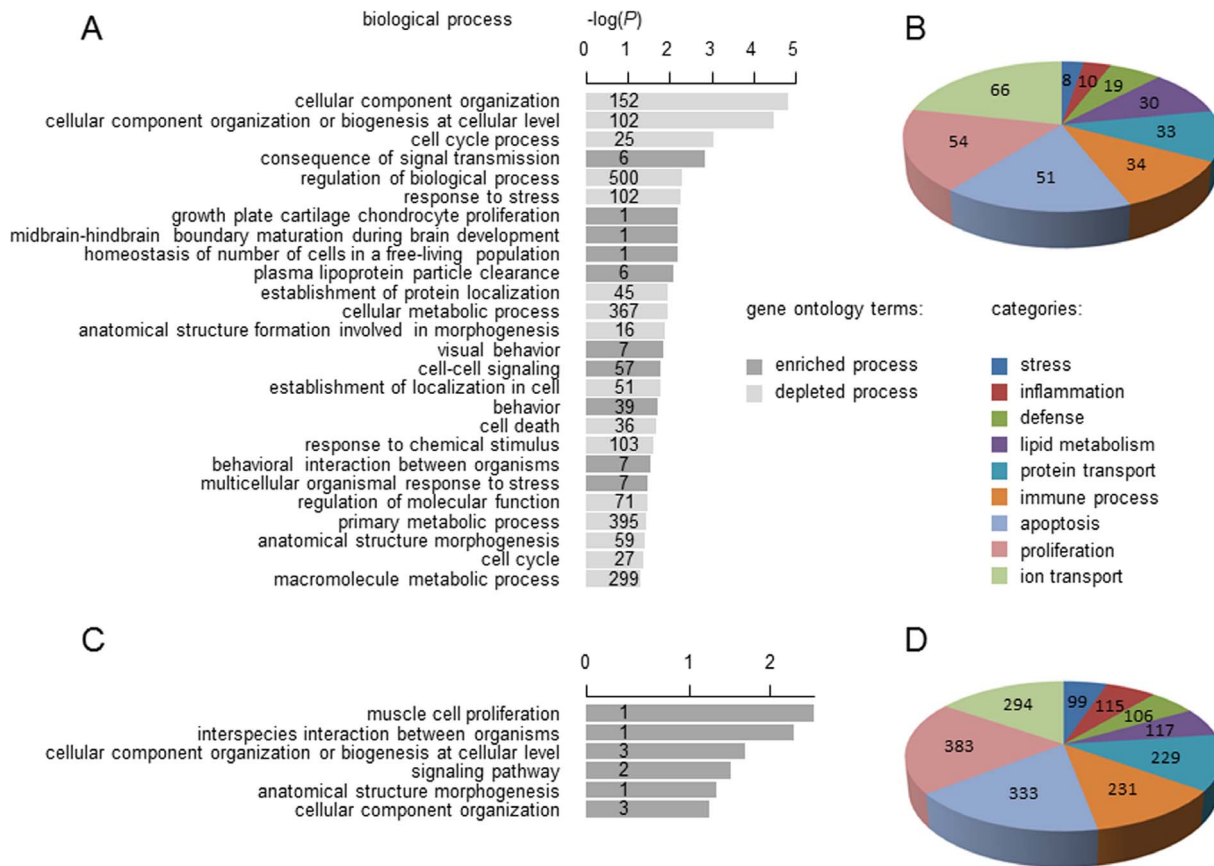 A
biological process
-log(P)
0 1 2 3 4 5
cellular component organization 152
cellular component organization or biogenesis at cellular level 102
cell cycle process 25
consequence of signal transmission 6
regulation of biological process 500
response to stress 102
growth plate cartilage chondrocyte proliferation 1
midbrain-hindbrain boundary maturation during brain development 1
homeostasis of number of cells in a free-living population 1
plasma lipoprotein particle clearance 6
establishment of protein localization 45
cellular metabolic process 367
anatomical structure formation involved in morphogenesis 16
visual behavior 7
cell-cell signaling 57
establishment of localization in cell 51
behavior 39
cell death 36
response to chemical stimulus 103
behavioral interaction between organisms 7
multicellular organismal response to stress 7
regulation of molecular function 71
primary metabolic process 395
anatomical structure morphogenesis 59
cell cycle 27
macromolecule metabolic process 299
B
8 10 19
30
33
34
51
54
66
gene ontology terms:
enriched process
depleted process
categories:
stress
inflammation
defense
lipid metabolism
protein transport
immune process
apoptosis
proliferation
ion transport
C
0 1 2
muscle cell proliferation 1
interspecies interaction between organisms 1
cellular component organization or biogenesis at cellular level 3
signaling pathway 2
anatomical structure morphogenesis 1
cellular component organization 3
D
99
115
106
117
229
231
333
383
294